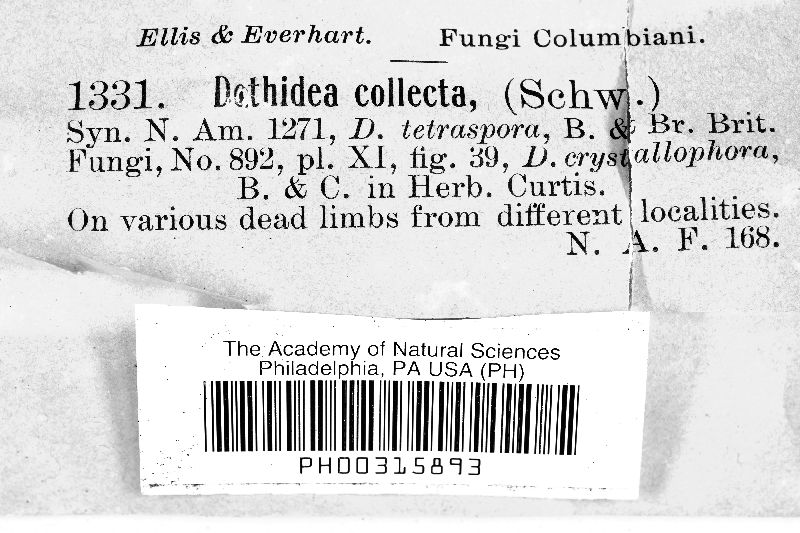 Ellis & Everhart. Fungi Columbiani.
1331. Dothidea collecta, (Schw.)
Syn. N. Am. 1271, D. tetraspora, B. & Br. Brit.
Fungi, No. 892, pl. XI, fig. 39, D. crystallophora,
B. & C. in Herb. Curtis.
On various dead limbs from different localities.
N. A. F. 168.
The Academy of Natural Sciences
Philadelphia, PA USA (PH)
PH00315893